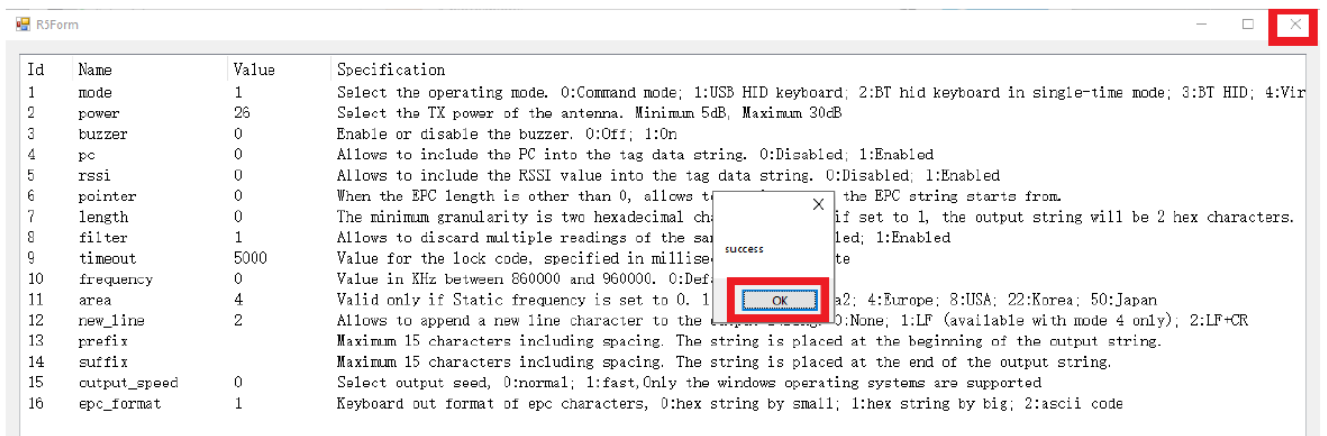 R5Form
Id Name Value Specification
1 mode 1 Select the operating mode. 0:Command mode; 1:USB HID keyboard; 2:BT hid keyboard in single-time mode; 3:BT HID; 4:Vir
2 power 26 Select the TX power of the antenna. Minimum 5dB, Maximum 30dB
3 buzzer 0 Enable or disable the buzzer. 0:Off; 1:On
4 pc 0 Allows to include the PC into the tag data string. 0:Disabled; 1:Enabled
5 rssi 0 Allows to include the RSSI value into the tag data string. 0:Disabled; 1:Enabled
6 pointer 0 When the EPC length is other than 0, allows the EPC string starts from.
7 length 0 The minimum granularity is two hexadecimal if set to 1, the output string will be 2 hex characters.
8 filter 1 Allows to discard multiple readings of the 1:Enabled
success
9 timeout 5000 Value for the lock code, specified in
10 frequency 0 Value in KHz between 860000 and 960000.
OK
11 area 4 Valid only if Static frequency is set to 0. 4:Europe; 8:USA; 22:Korea; 50:Japan
12 new_line 2 Allows to append a new line character to the 0:None; 1:LF (available with mode 4 only); 2:LF+CR
13 prefix Maximum 15 characters including spacing. The string is placed at the beginning of the output string.
14 suffix Maximum 15 characters including spacing. The string is placed at the end of the output string.
15 output_speed 0 Select output seed, 0:normal; 1:fast,Only the windows operating systems are supported
16 epc_format 1 Keyboard out format of epc characters, 0:hex string by small; 1:hex string by big; 2:ascii code